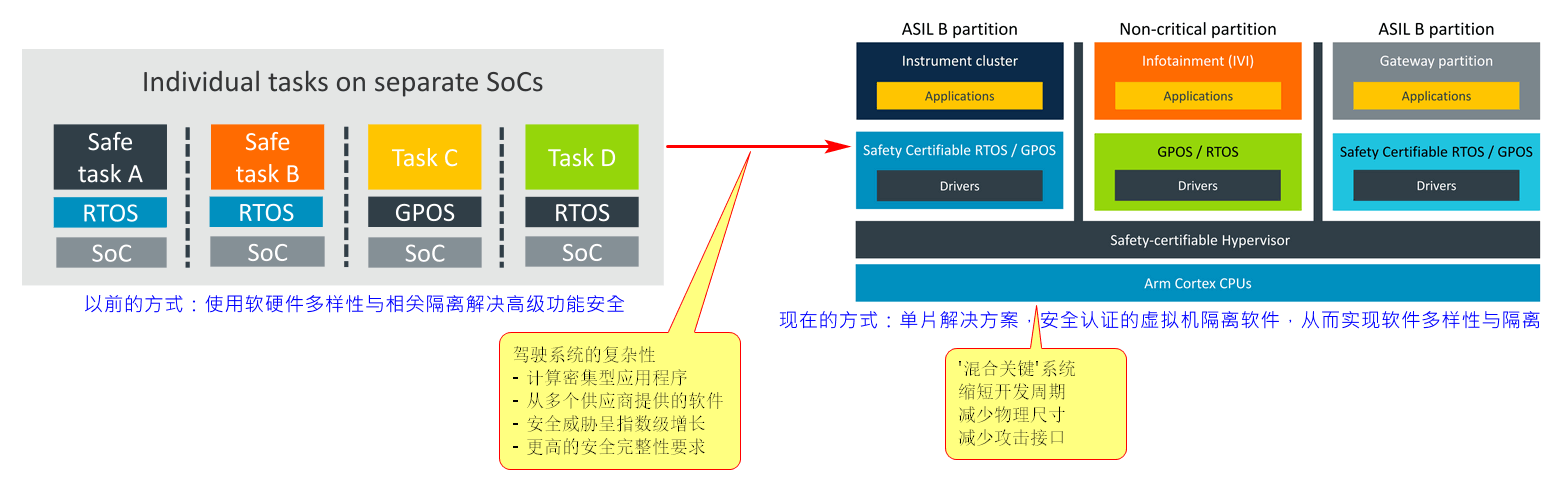 Individual tasks on separate SoCs
Safe
task A
Safe
task B
Task C
Task D
RTOS
RTOS
GPOS
RTOS
SoC
SoC
SoC
SoC
以前的方式：使用软硬件多样性与相尖隔离解决高级功能安全
驾驶系统的复杂性
- 计算密集型应用程序
- 从多个供应商提供的软件
- 安全威胁呈指数级增长
- 更高的安全完整性要求
ASIL B partition
Non-critical partition
ASIL B partition
Instrument cluster
Applications
Infotainment (IVI)
Applications
Gateway partition
Applications
Safety Certifiable RTOS / GPOS
Drivers
GPOS / RTOS
Drivers
Safety Certifiable RTOS / GPOS
Drivers
Safety-certifiable Hypervisor
Arm Cortex CPUs
现在的方式：单片解决方案，安全认证的虚拟机隔离软件，从而实现软件多样性与隔离
'混合关键'系统
缩短开发周期
减少物理尺寸
减少攻击接口